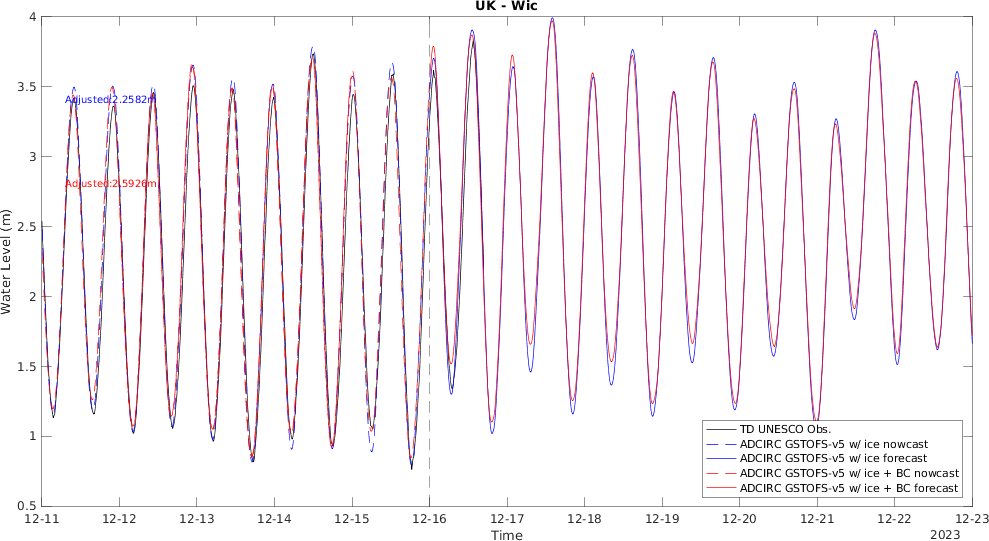 UK - Wic
4
3.5
3
2.5
2
1.5
1
0.5
Water Level (m)
Adjusted:2.2582m
Adjusted:2.5926m
TD UNESCO Obs.
ADCIRC GSTOFS-v5 w/ ice nowcast
ADCIRC GSTOFS-v5 w/ ice forecast
ADCIRC GSTOFS-v5 w/ ice + BC nowcast
ADCIRC GSTOFS-v5 w/ ice + BC forecast
12-11 12-12 12-13 12-14 12-15 12-16 12-17 12-18 12-19 12-20 12-21 12-22 12-23
Time
2023